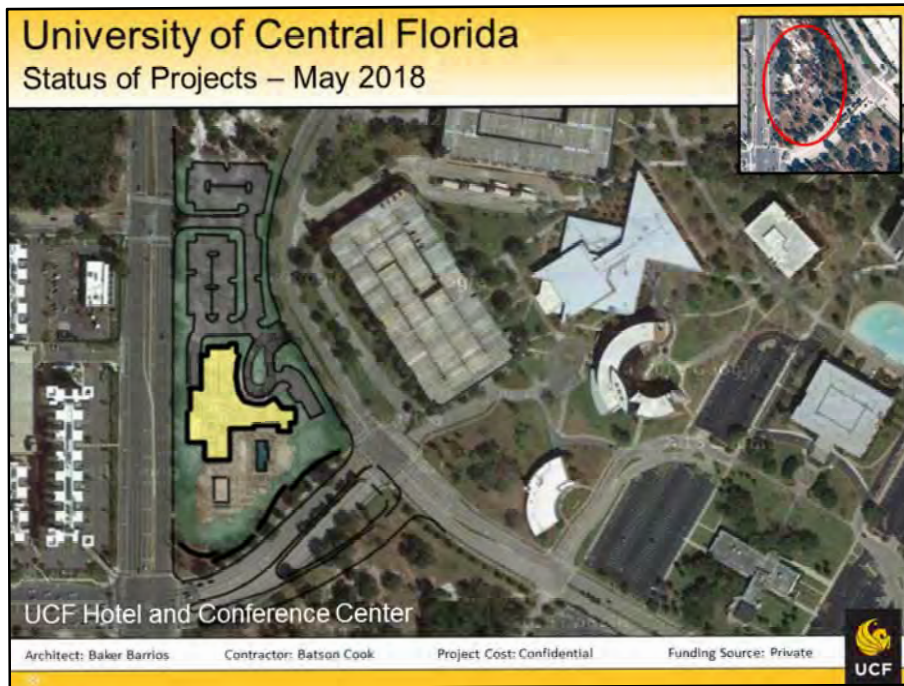 University of Central Florida
Status of Projects – May 2018
UCF Hotel and Conference Center
Architect: Baker Barrios Contractor: Batson Cook Project Cost: Confidential Funding Source: Private
UCF